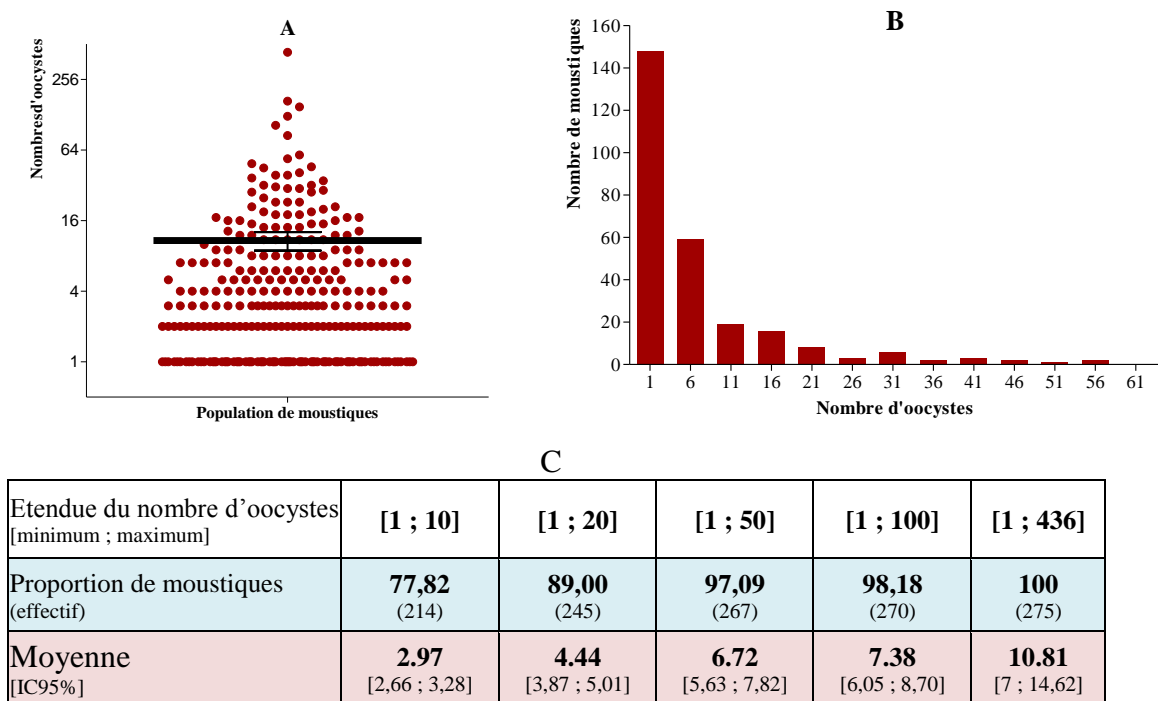 A
Nombresd'oocystes
256
64
16
4
1
Population de moustiques
B
Nombre de moustiques
160
140
120
100
80
60
40
20
0
1 6 11 16 21 26 31 36 41 46 51 56 61
Nombre d'oocystes
C
Etendue du nombre d'oocystes [1 ; 10] [1 ; 20] [1 ; 50] [1 ; 100] [1 ; 436]
[minimum ; maximum]
Proportion de moustiques 77,82 89,00 97,09 98,18 100
(effectif) (214) (245) (267) (270) (275)
Moyenne 2.97 4.44 6.72 7.38 10.81
[IC95%] [2,66 ; 3,28] [3,87 ; 5,01] [5,63 ; 7,82] [6,05 ; 8,70] [7 ; 14,62]